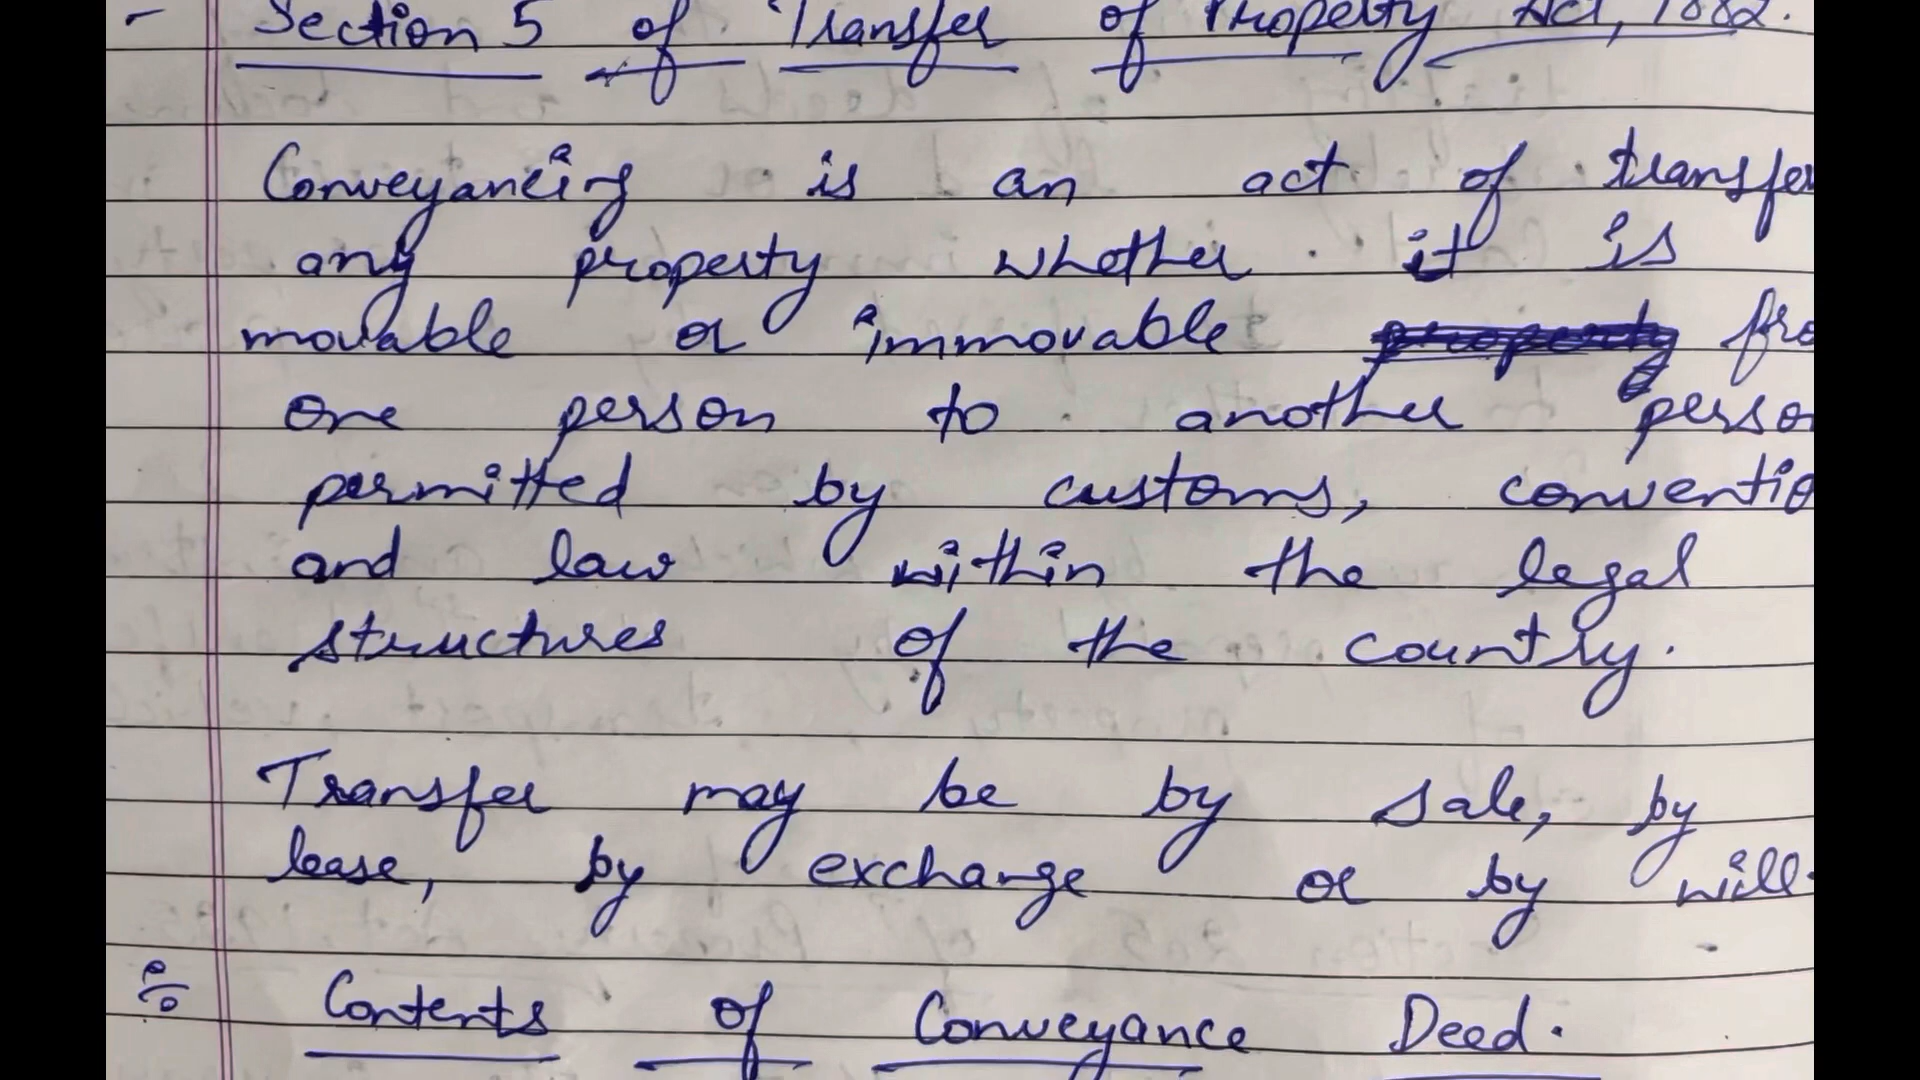 - Section 5 of Transfer of Property Act, 1882.
Conveyancing is an act of transfer
any property whether it is
movable or immovable property fro
one person to another perso
permitted by customs, conventio
and law within the legal
structures of the country.
Transfer may be by sale, by
lease, by exchange or by will.
÷ Contents of Conveyance Deed.